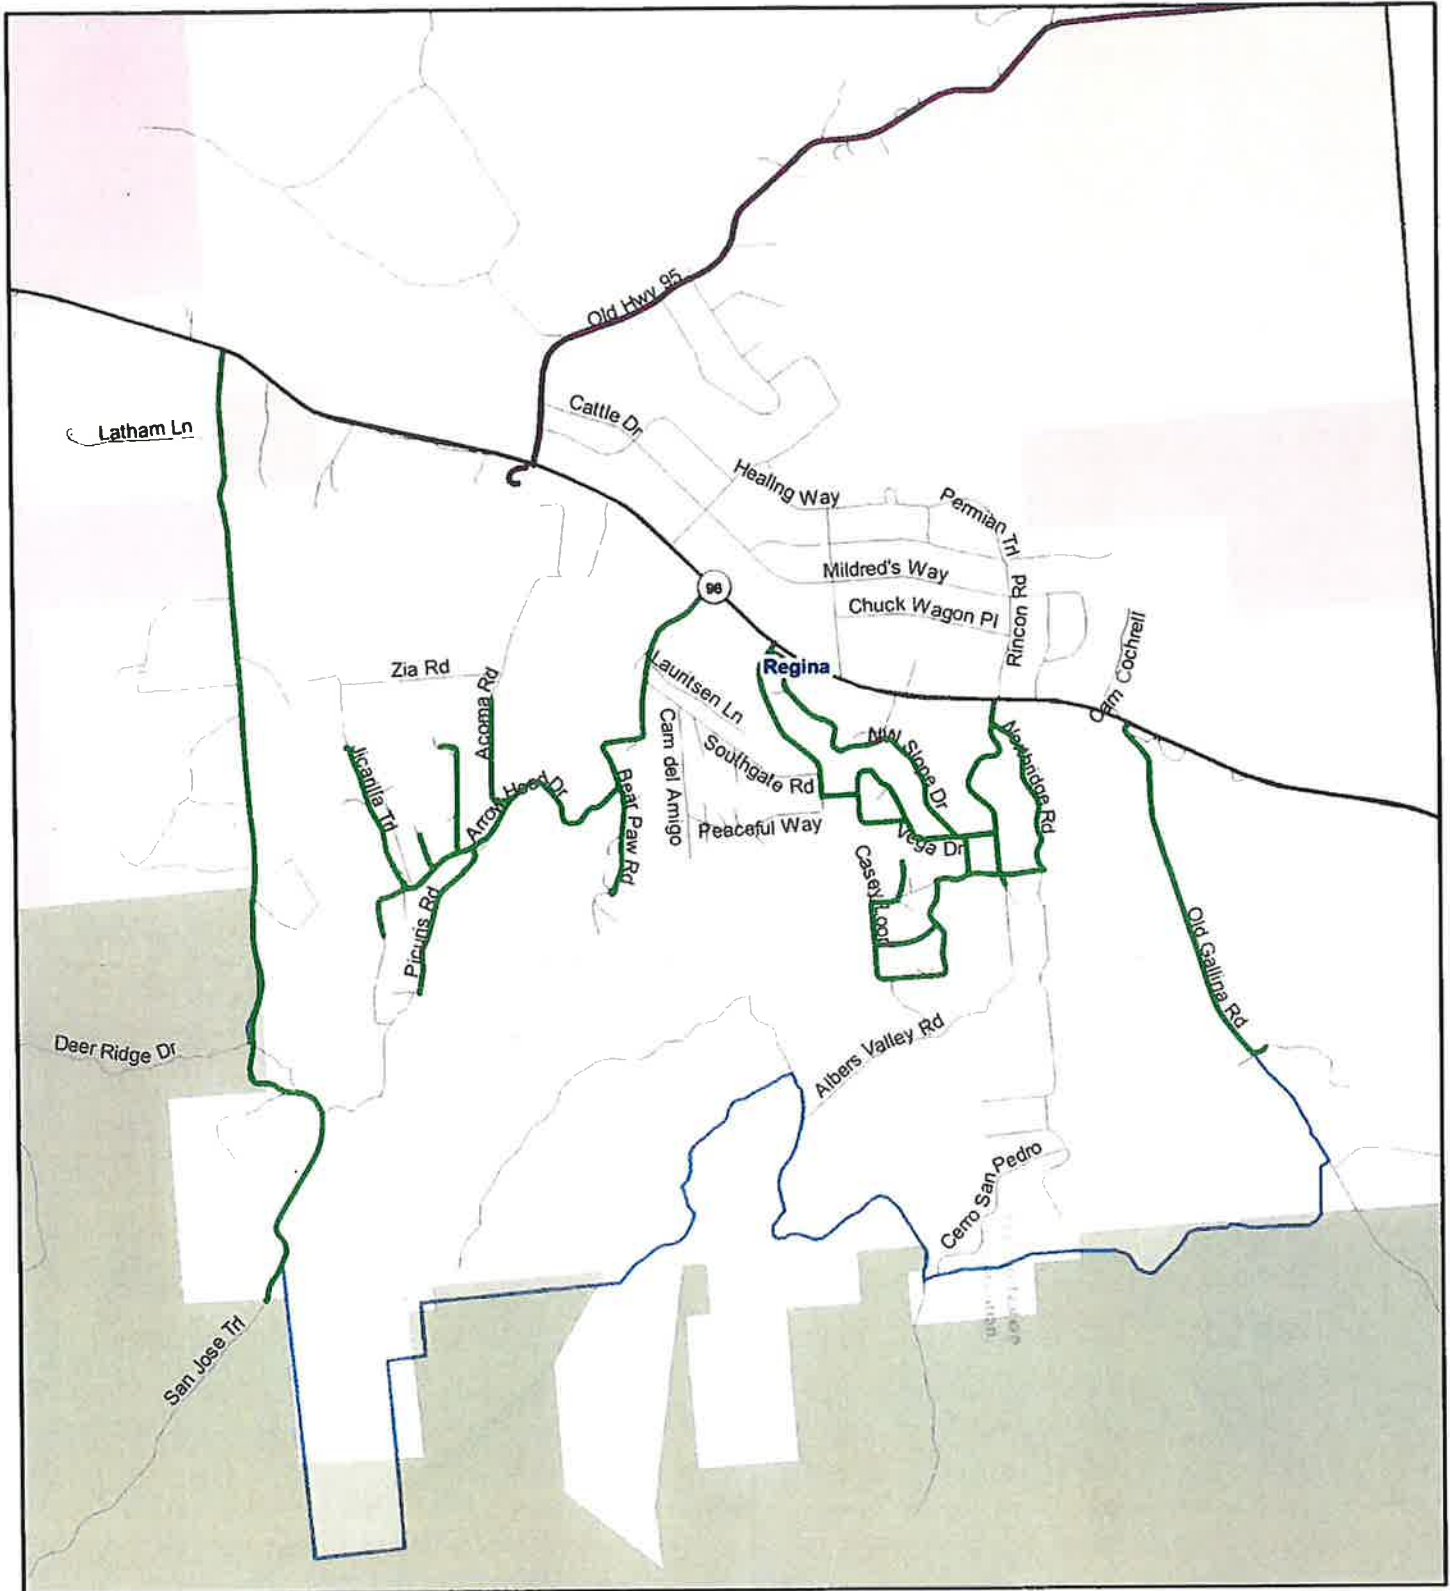 Old Hwy 95
Latham Ln
Cattle Dr
Healing Way
Permian Trl
Mildred's Way
96
Chuck Wagon Pl
Rincon Rd
Cam Cochrell
Regina
Zia Rd
Acoma Rd
Lauritsen Ln
Cam del Amigo
Southgate Rd
NW Slope Dr
Northridge Rd
Jicarilla Trl
Arrow Head Dr
Bear Paw Rd
Peaceful Way
Vega Dr
Casey Loop
Picuris Rd
Old Gallina Rd
Deer Ridge Dr
Albers Valley Rd
Cerro San Pedro
San Jose Trl